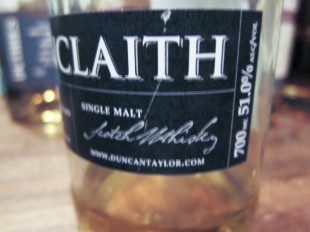 CLAITH
SINGLE MALT
Scotch Whisky
WWW.DUNCANTAYLOR.COM
700ml 51.0% alc/vol